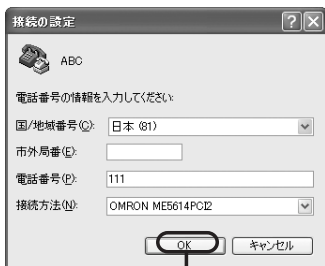 接続の設定
ABC
電話番号の情報を入力してください:
国/地域番号(C): 日本 (81)
市外局番(E):
電話番号(P): 111
接続方法(N): OMRON ME5614PCI2
OK キャンセル